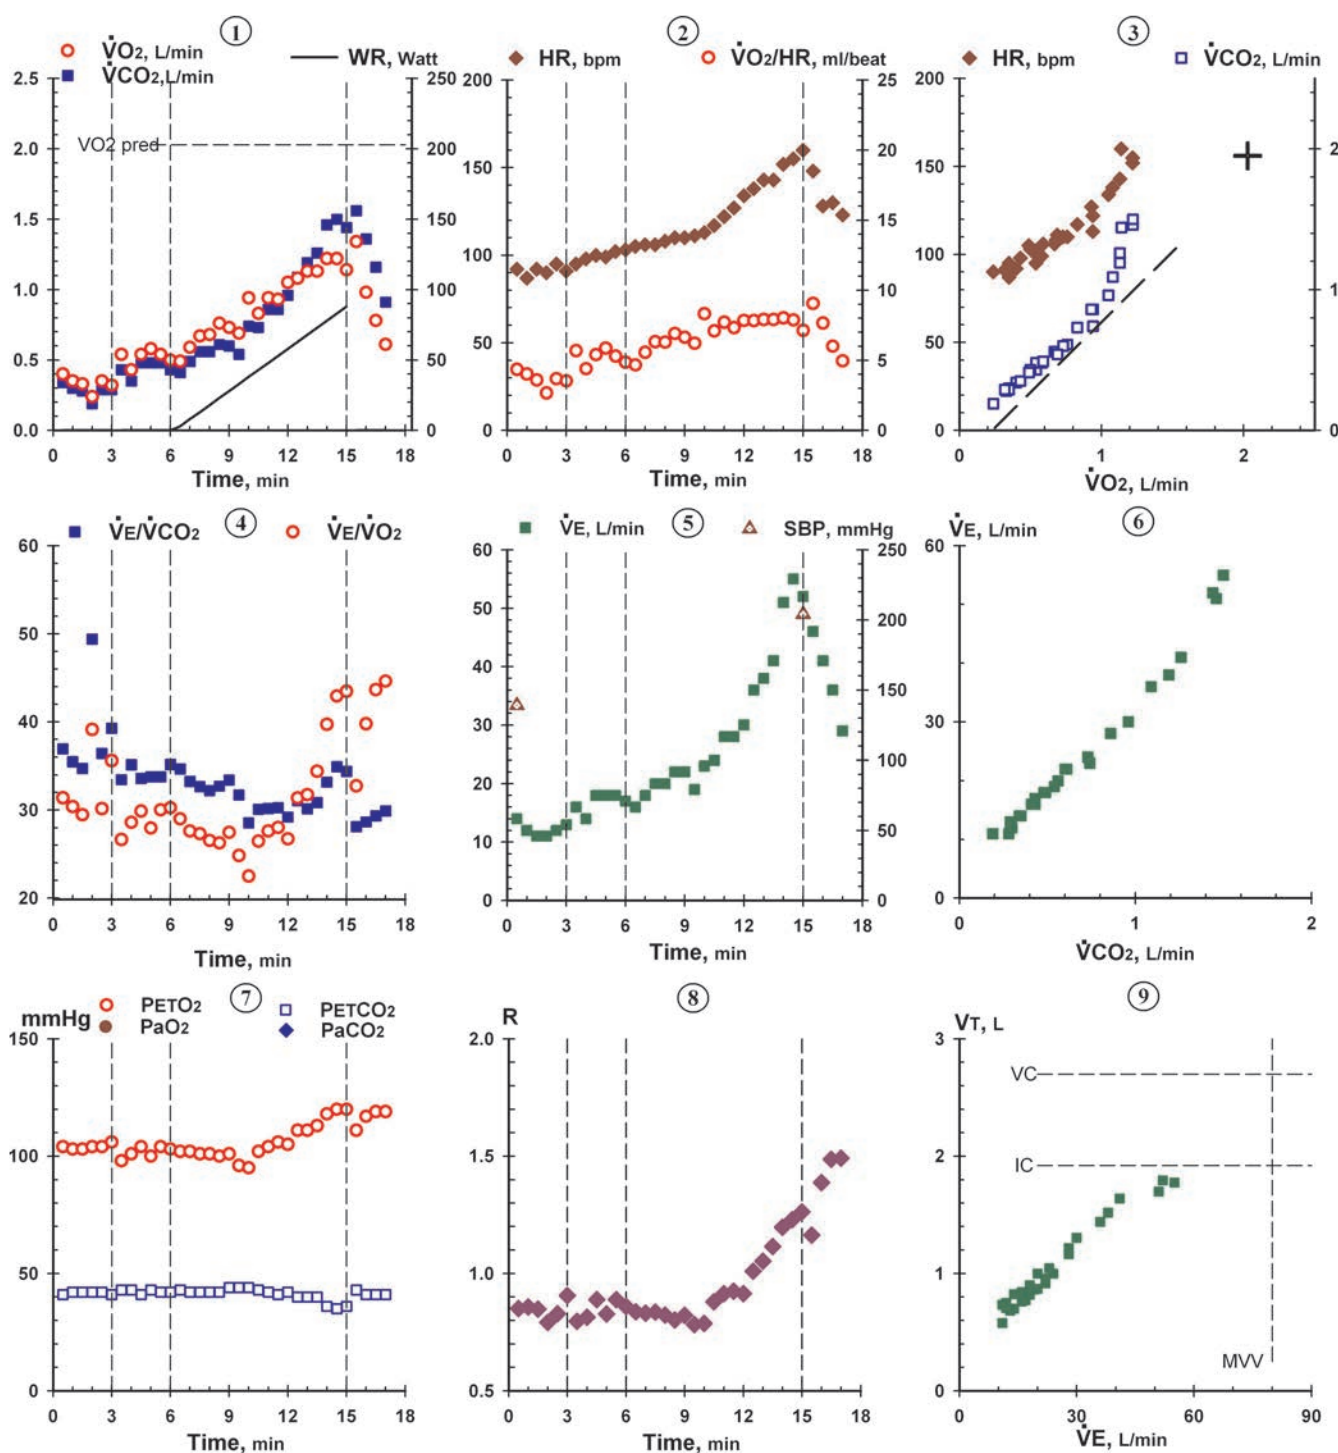 1
V̇O2, L/min
V̇CO2,L/min
WR, Watt
2.5
2.0
1.5
1.0
0.5
0.0
250
200
150
100
50
0
VO2 pred
0 3 6 9 12 15 18
Time, min
2
HR, bpm
V̇O2/HR, ml/beat
200
150
100
50
0
25
20
15
10
5
0
0 3 6 9 12 15 18
Time, min
3
HR, bpm
V̇CO2, L/min
200
150
100
50
0
2
1
0
0 1 2
V̇O2, L/min
4
V̇E/V̇CO2
V̇E/V̇O2
60
50
40
30
20
0 3 6 9 12 15 18
Time, min
5
V̇E, L/min
SBP, mmHg
60
50
40
30
20
10
0
250
200
150
100
50
0
0 3 6 9 12 15 18
Time, min
6
V̇E, L/min
60
30
0
0 1 2
V̇CO2, L/min
7
mmHg
PETO2
PaO2
PETCO2
PaCO2
150
100
50
0
0 3 6 9 12 15 18
Time, min
8
R
2.0
1.5
1.0
0.5
0 3 6 9 12 15 18
Time, min
9
VT, L
3
2
1
0
VC
IC
MVV
0 30 60 90
V̇E, L/min